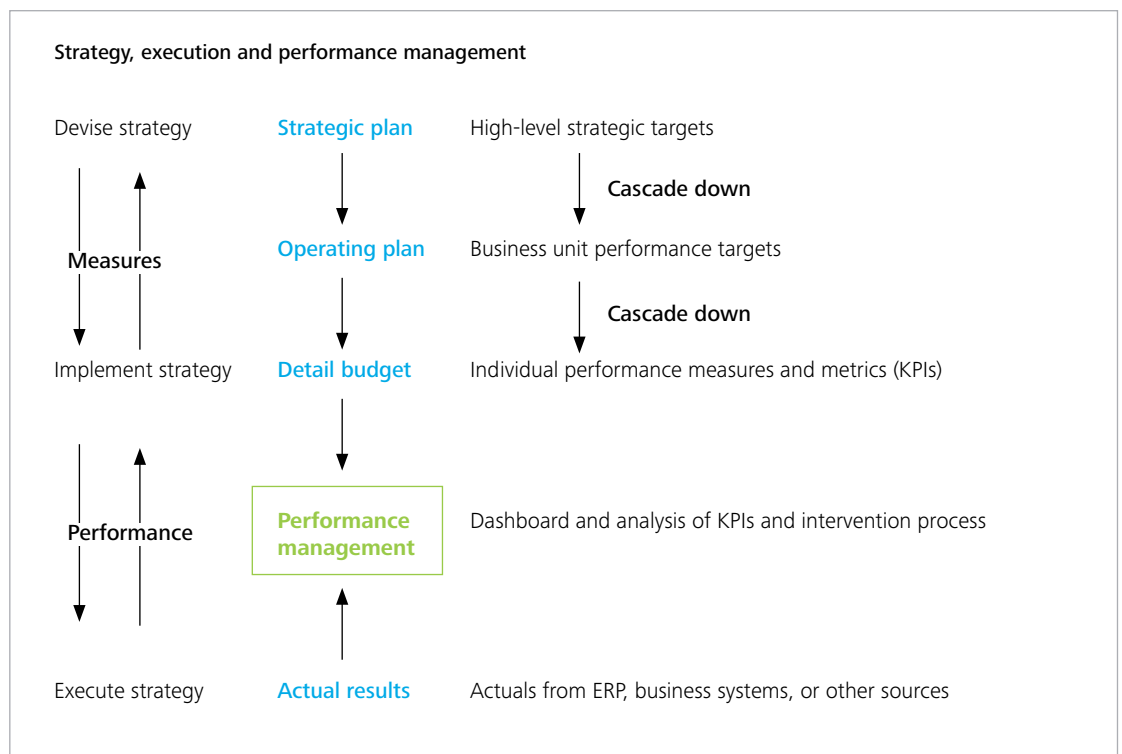 Strategy, execution and performance management
Devise strategy
Strategic plan
High-level strategic targets
Cascade down
Measures
Operating plan
Business unit performance targets
Cascade down
Implement strategy
Detail budget
Individual performance measures and metrics (KPIs)
Performance
Performance
management
Dashboard and analysis of KPIs and intervention process
Execute strategy
Actual results
Actuals from ERP, business systems, or other sources